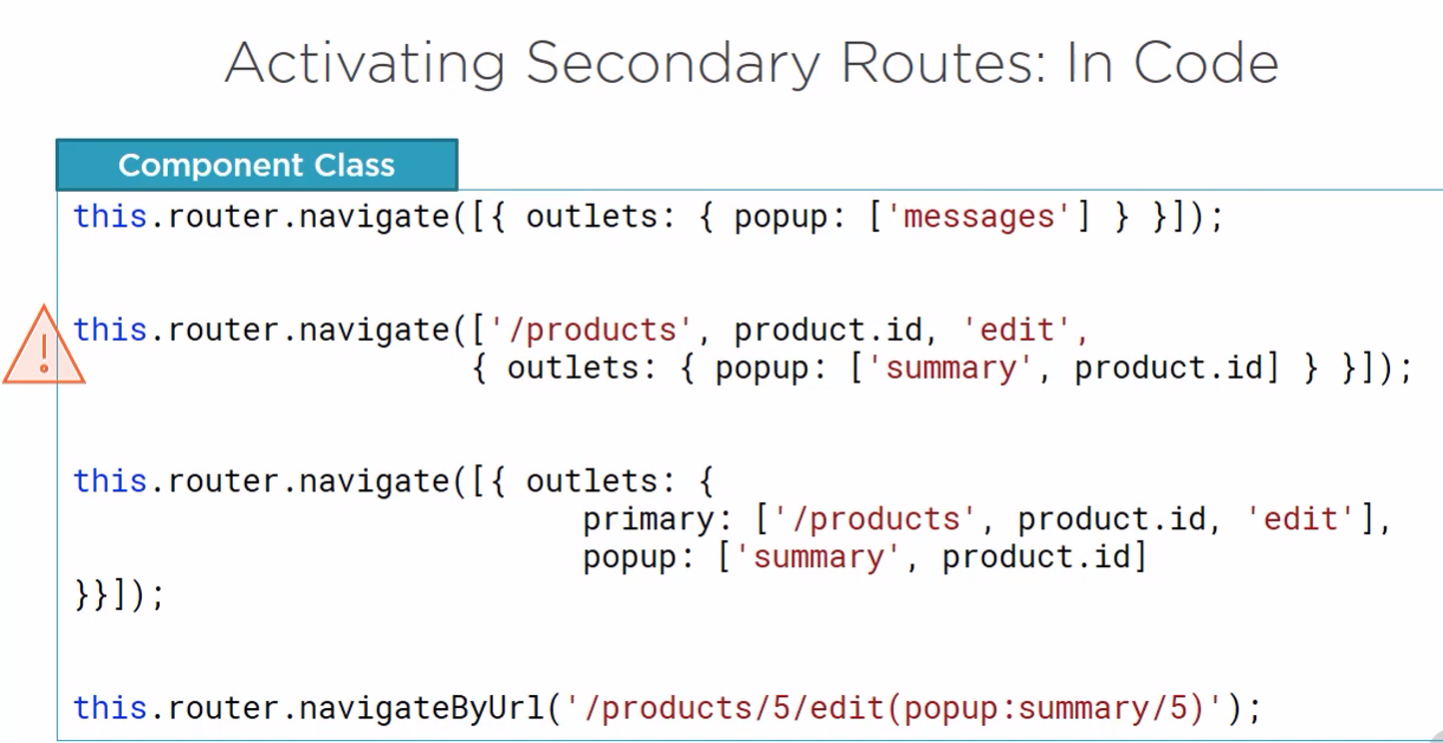 Activating Secondary Routes: In Code
Component Class
this.router.navigate([{ outlets: { popup: ['messages'] } }]);
this.router.navigate(['/products', product.id, 'edit',
{ outlets: { popup: ['summary', product.id] } }]);
this.router.navigate([{ outlets: {
primary: ['/products', product.id, 'edit'],
popup: ['summary', product.id]
}}]);
this.router.navigateByUrl('/products/5/edit(popup:summary/5)');